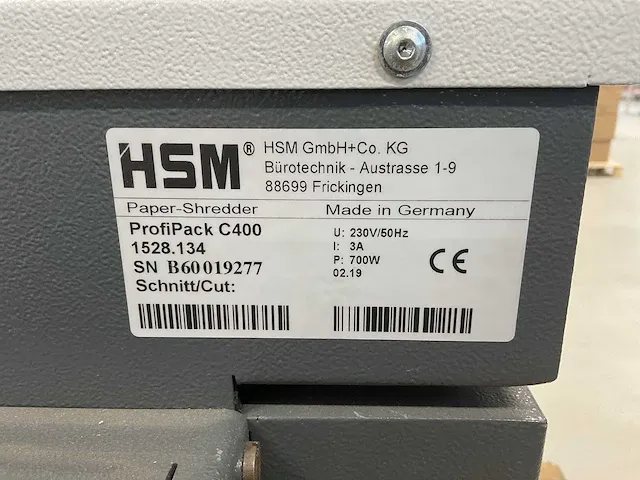 HSM® HSM GmbH+Co. KG
Bürotechnik - Austrasse 1-9
88699 Frickingen
Paper-Shredder Made in Germany
ProfiPack C400
1528.134
SN B60019277
Schnitt/Cut:
U: 230V/50Hz
I: 3A
P: 700W
02.19
CE